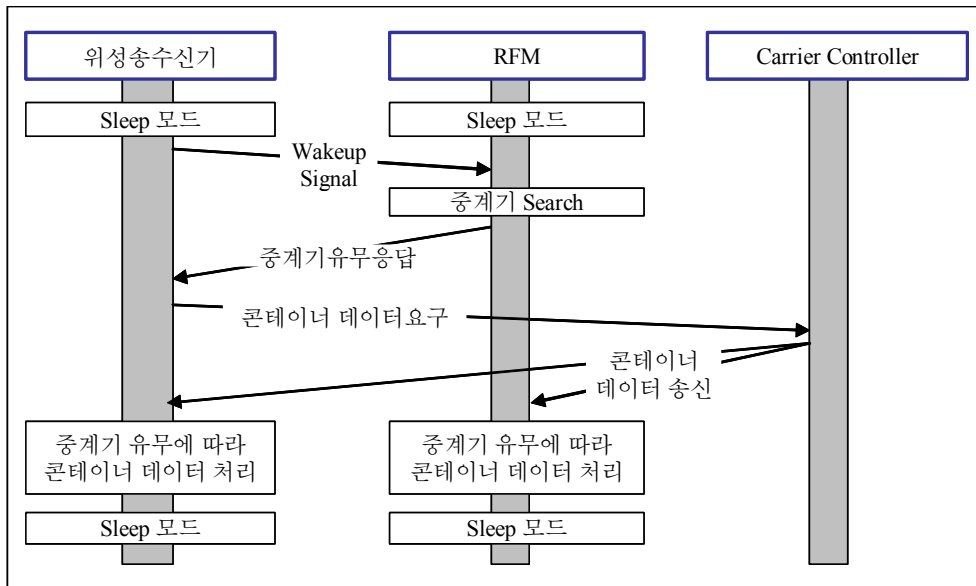 위성송수신기
RFM
Carrier Controller
Sleep 모드
Sleep 모드
Wakeup
Signal
중계기 Search
중계기유무응답
콘테이너 데이터요구
콘테이너
데이터 송신
중계기 유무에 따라
콘테이너 데이터 처리
중계기 유무에 따라
콘테이너 데이터 처리
Sleep 모드
Sleep 모드